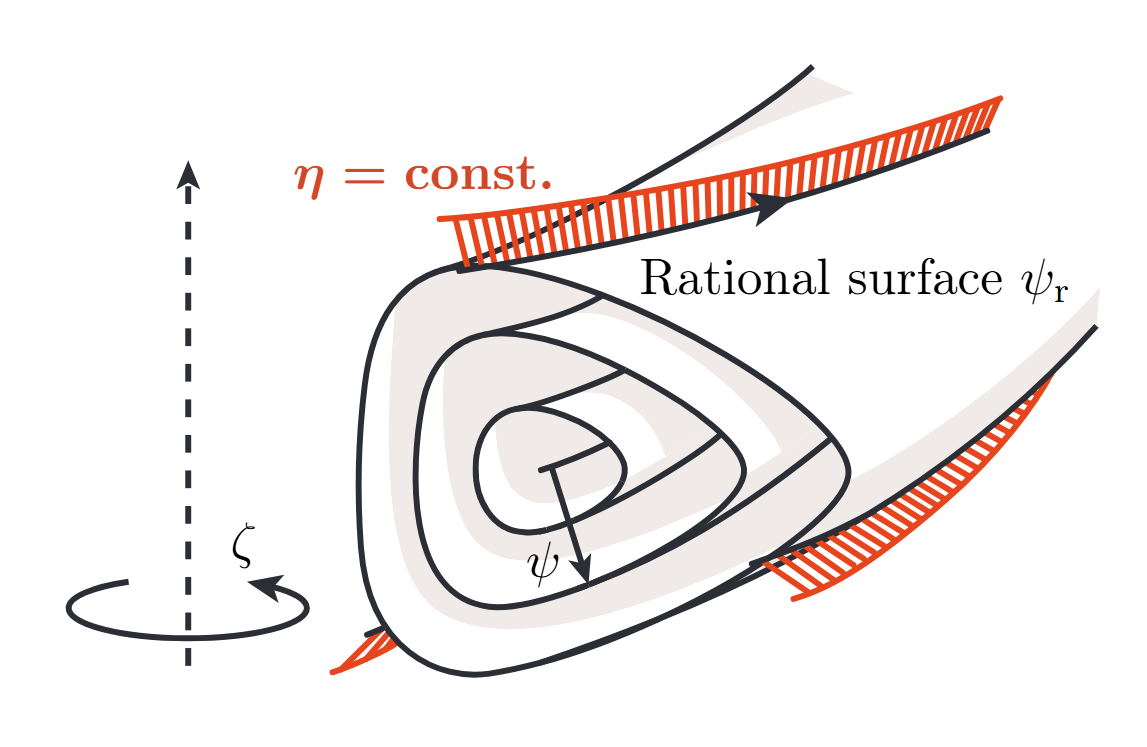 η = const.
Rational surface ψr
ζ
ψ